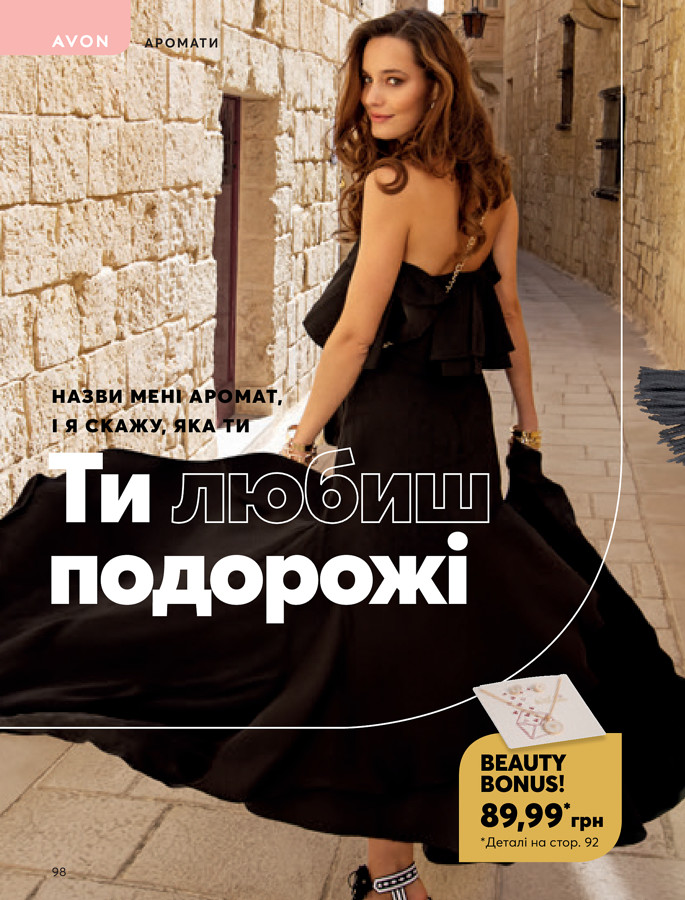 AVON
АРОМАТИ
НАЗВИ МЕНІ АРОМАТ,
І Я СКАЖУ, ЯКА ТИ
Ти любиш
подорожі
BEAUTY
BONUS!
89,99* грн
*Деталі на стор. 92
98